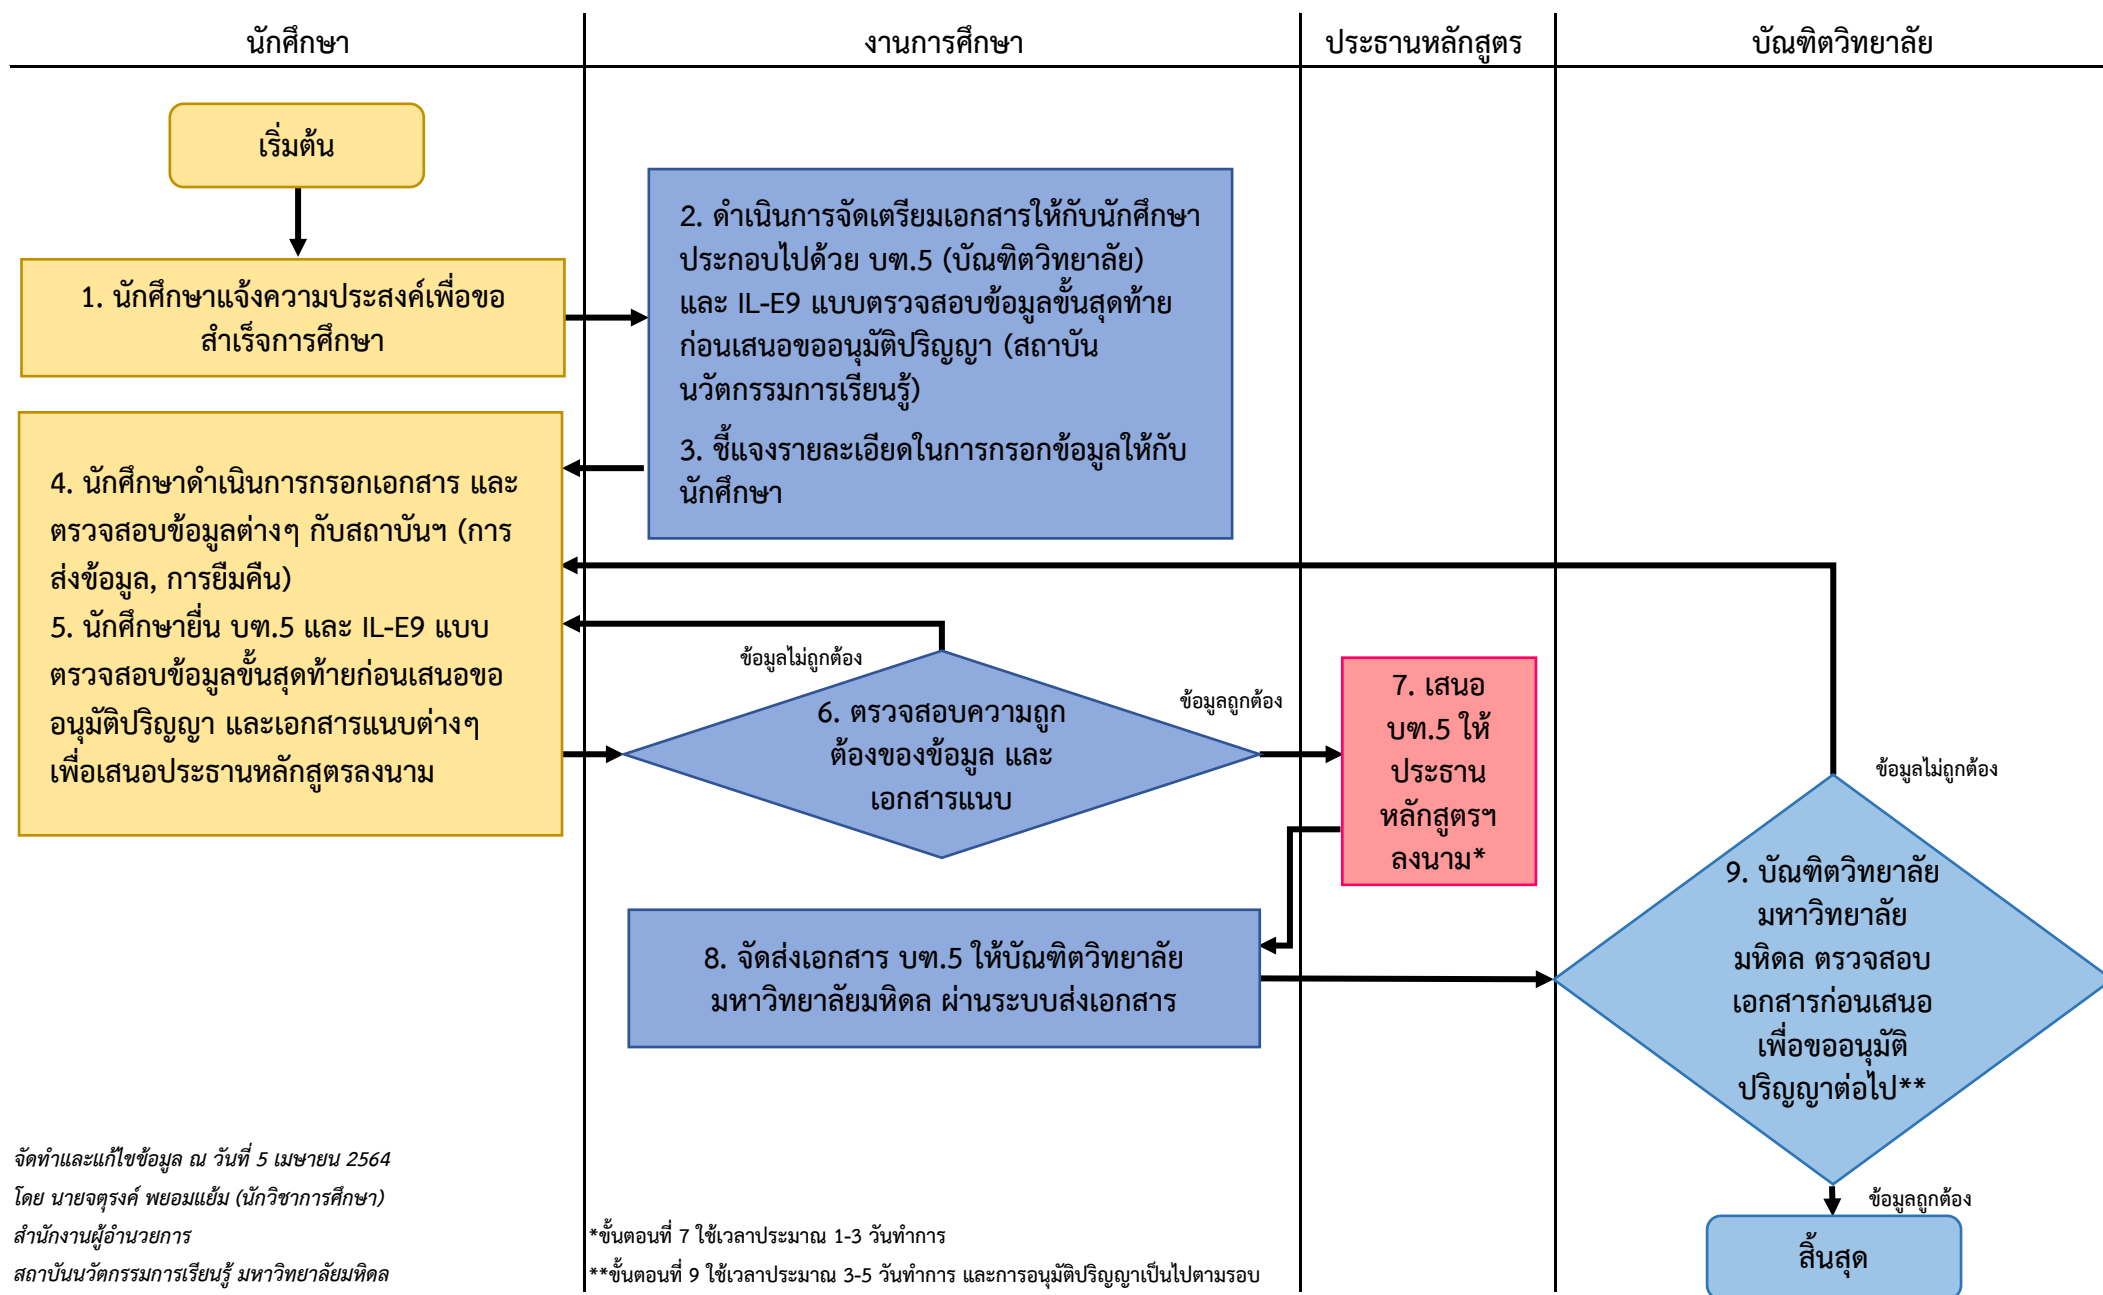 นักศึกษา
งานการศึกษา
ประธานหลักสูตร
บัณฑิตวิทยาลัย
เริ่มต้น
1. นักศึกษาแจ้งความประสงค์เพื่อขอ
สำเร็จการศึกษา
2. ดำเนินการจัดเตรียมเอกสารให้กับนักศึกษา
ประกอบไปด้วย บฑ.5 (บัณฑิตวิทยาลัย)
และ IL-E9 แบบตรวจสอบข้อมูลขั้นสุดท้าย
ก่อนเสนอขออนุมัติปริญญา (สถาบัน
นวัตกรรมการเรียนรู้)
3. ชี้แจงรายละเอียดในการกรอกข้อมูลให้กับ
นักศึกษา
4. นักศึกษาดำเนินการกรอกเอกสาร และ
ตรวจสอบข้อมูลต่างๆ กับสถาบันฯ (การ
ส่งข้อมูล, การยืมคืน)
5. นักศึกษายื่น บฑ.5 และ IL-E9 แบบ
ตรวจสอบข้อมูลขั้นสุดท้ายก่อนเสนอขอ
อนุมัติปริญญา และเอกสารแนบต่างๆ
เพื่อเสนอประธานหลักสูตรลงนาม
ข้อมูลไม่ถูกต้อง
6. ตรวจสอบความถูก
ต้องของข้อมูล และ
เอกสารแนบ
ข้อมูลถูกต้อง
7. เสนอ
บฑ.5 ให้
ประธาน
หลักสูตรฯ
ลงนาม*
8. จัดส่งเอกสาร บฑ.5 ให้บัณฑิตวิทยาลัย
มหาวิทยาลัยมหิดล ผ่านระบบส่งเอกสาร
ข้อมูลไม่ถูกต้อง
9. บัณฑิตวิทยาลัย
มหาวิทยาลัย
มหิดล ตรวจสอบ
เอกสารก่อนเสนอ
เพื่อขออนุมัติ
ปริญญาต่อไป**
ข้อมูลถูกต้อง
สิ้นสุด
จัดทำและแก้ไขข้อมูล ณ วันที่ 5 เมษายน 2564
โดย นายจตุรงค์ พยอมแย้ม (นักวิชาการศึกษา)
สำนักงานผู้อำนวยการ
สถาบันนวัตกรรมการเรียนรู้ มหาวิทยาลัยมหิดล
*ขั้นตอนที่ 7 ใช้เวลาประมาณ 1-3 วันทำการ
**ขั้นตอนที่ 9 ใช้เวลาประมาณ 3-5 วันทำการ และการอนุมัติปริญญาเป็นไปตามรอบ